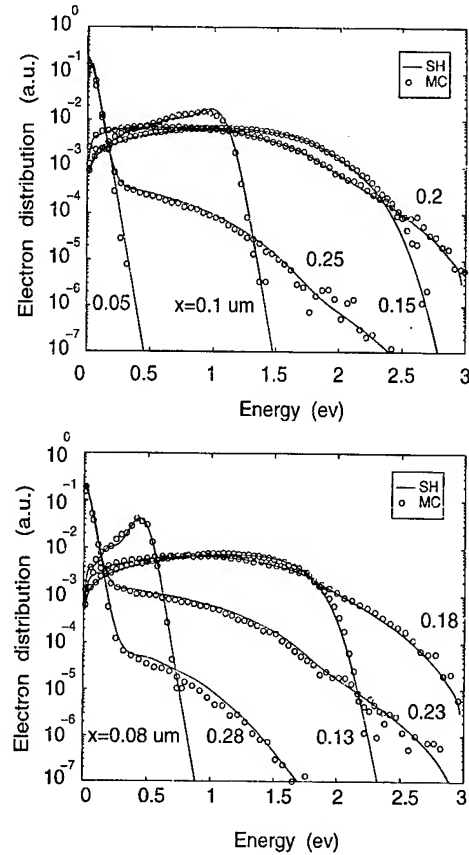 10^0
10^-1
10^-2
10^-3
10^-4
10^-5
10^-6
10^-7
Electron distribution (a.u.)
SH
MC
0.2
0.25
0.05
x=0.1 um
0.15
0 0.5 1 1.5 2 2.5 3
Energy (ev)
10^0
10^-1
10^-2
10^-3
10^-4
10^-5
10^-6
10^-7
Electron distribution (a.u.)
SH
MC
0.18
0.23
x=0.08 um
0.28
0.13
0 0.5 1 1.5 2 2.5 3
Energy (ev)